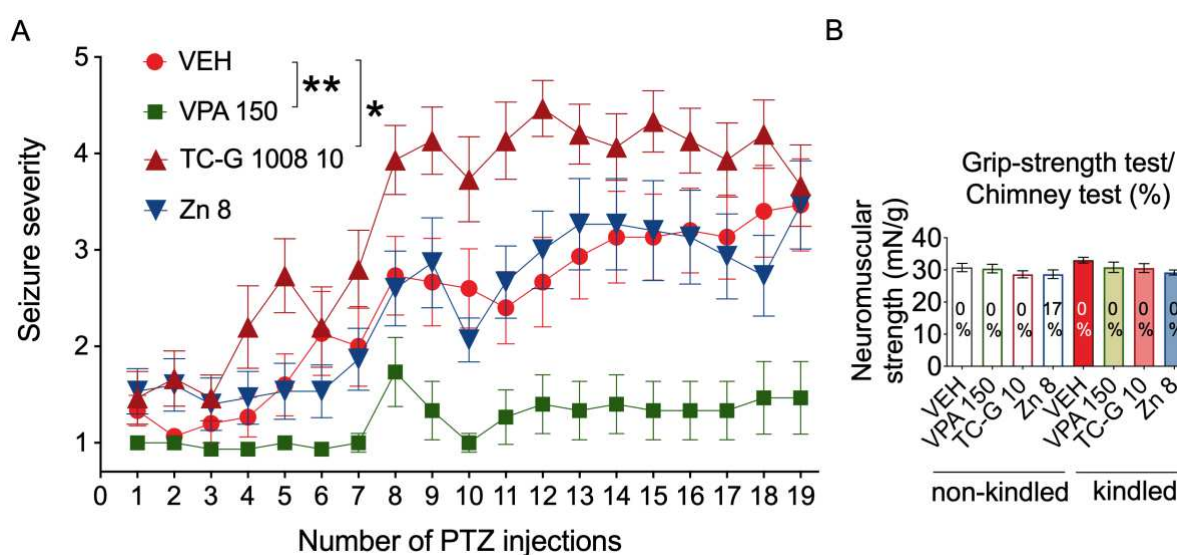 A
B
VEH
VPA 150
TC-G 1008 10
Zn 8
**
*
Seizure severity
5
4
3
2
1
0 1 2 3 4 5 6 7 8 9 10 11 12 13 14 15 16 17 18 19
Number of PTZ injections
Grip-strength test/
Chimney test (%)
Neuromuscular
strength (mN/g)
40
30
20
10
0
0 0 0 17 0 0 0 0
% % % % % % % %
VEH
VPA 150
TC-G 10
Zn 8
VEH
VPA 150
TC-G 10
Zn 8
non-kindled kindled